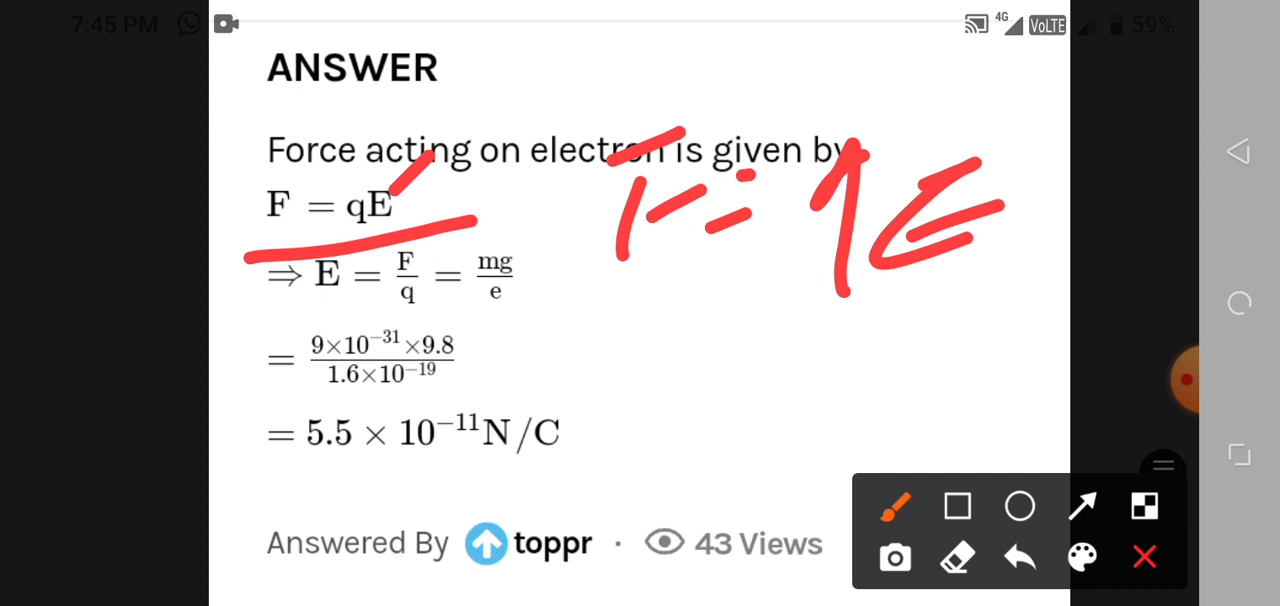 7:45 PM 4G VoLTE 59%
ANSWER
Force acting on electron is given by
F = qE
F = qE
⇒ E = F/q = mg/e
= 9×10⁻³¹×9.8/1.6×10⁻¹⁹
= 5.5 × 10⁻¹¹N/C
Answered By toppr · 43 Views